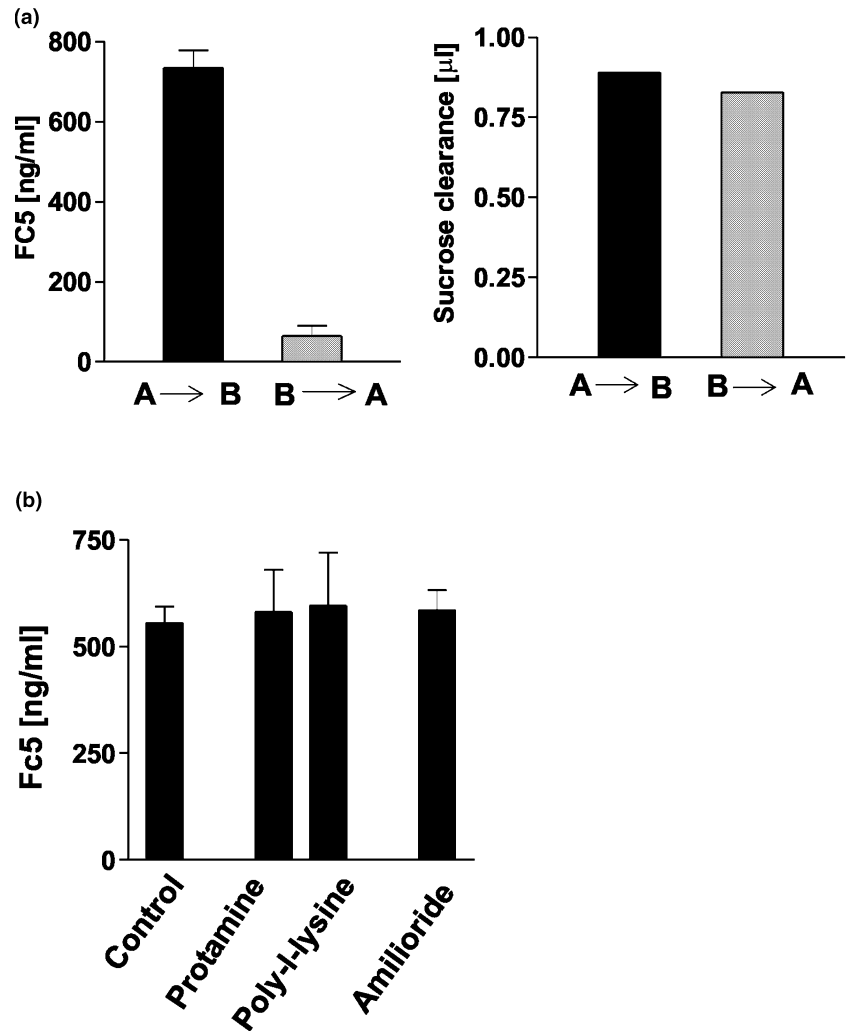 (a)
FC5 [ng/ml]
800
600
400
200
0
A → B B → A
Sucrose clearance [μl]
1.00
0.75
0.50
0.25
0.00
A → B B → A
(b)
Fc5 [ng/ml]
750
500
250
0
Control
Protamine
Poly-l-lysine
Amilioride